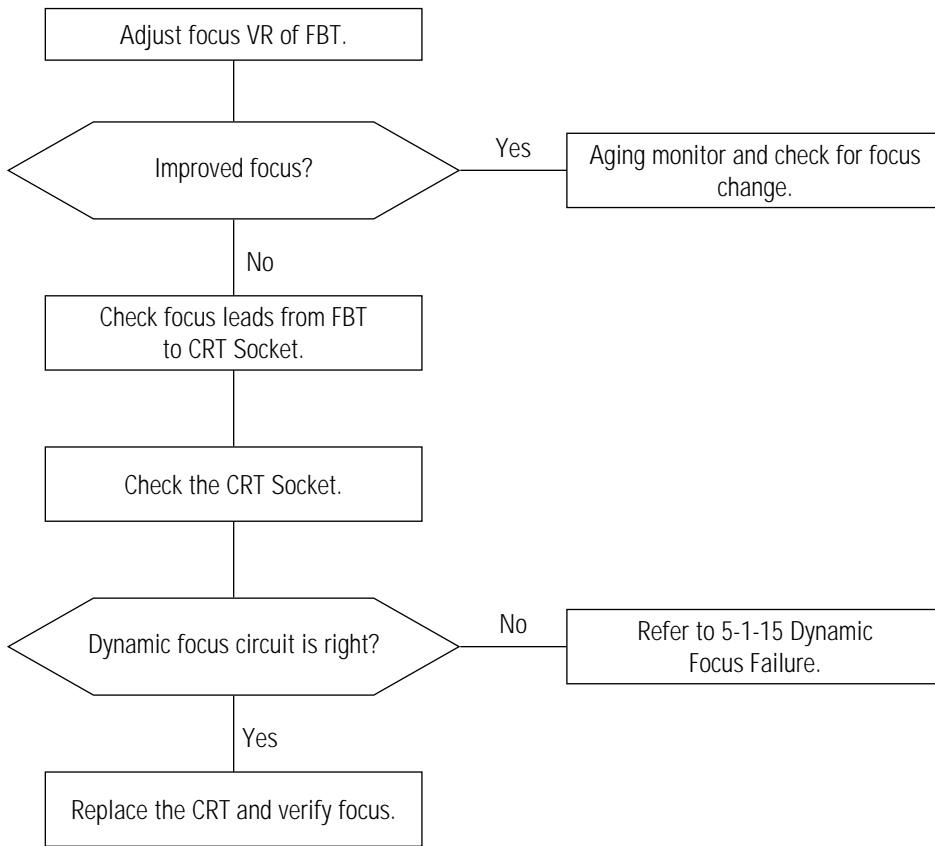 Adjust focus VR of FBT.
Improved focus?
Yes
Aging monitor and check for focus
change.
No
Check focus leads from FBT
to CRT Socket.
Check the CRT Socket.
Dynamic focus circuit is right?
No
Refer to 5-1-15 Dynamic
Focus Failure.
Yes
Replace the CRT and verify focus.